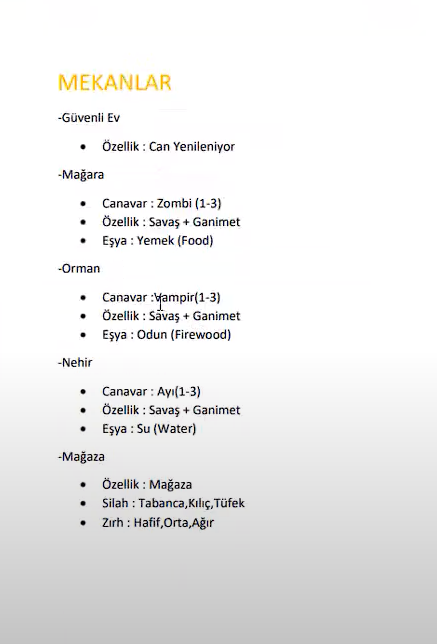 MEKANLAR
-Güvenli Ev
• Özellik : Can Yenileniyor
-Mağara
• Canavar : Zombi (1-3)
• Özellik : Savaş + Ganimet
• Eşya : Yemek (Food)
-Orman
• Canavar :Vampir(1-3)
• Özellik : Savaş + Ganimet
• Eşya : Odun (Firewood)
-Nehir
• Canavar : Ayı(1-3)
• Özellik : Savaş + Ganimet
• Eşya : Su (Water)
-Mağaza
• Özellik : Mağaza
• Silah : Tabanca,Kılıç,Tüfek
• Zırh : Hafif,Orta,Ağır